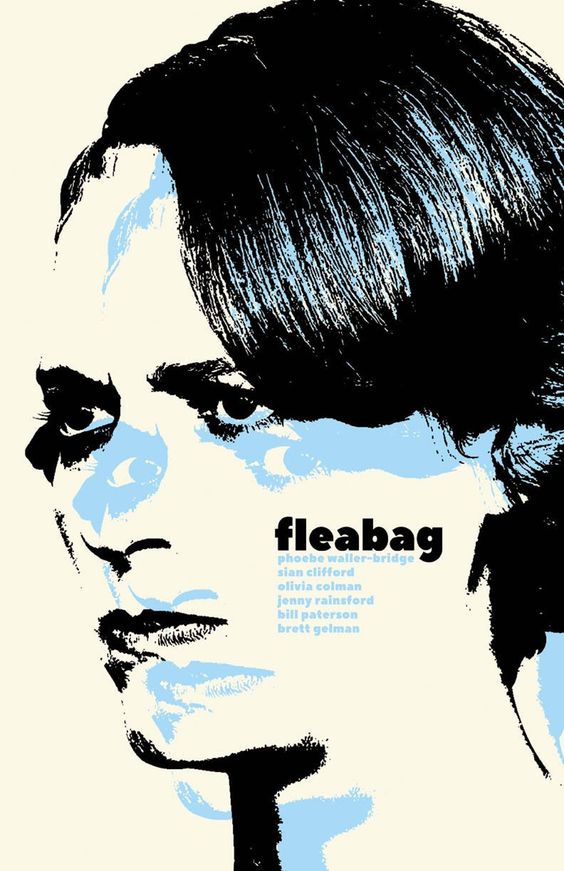 fleabag
phoebe waller-bridge
sian clifford
olivia colman
jenny rainsford
bill paterson
brett gelman